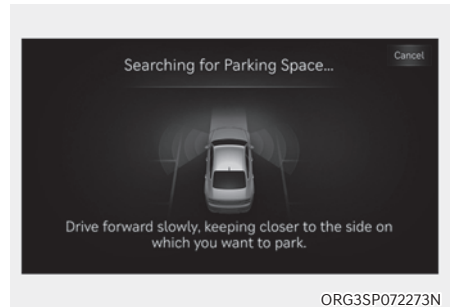 Cancel
Searching for Parking Space...
Drive forward slowly, keeping closer to the side on
which you want to park.
ORG3SP072273N